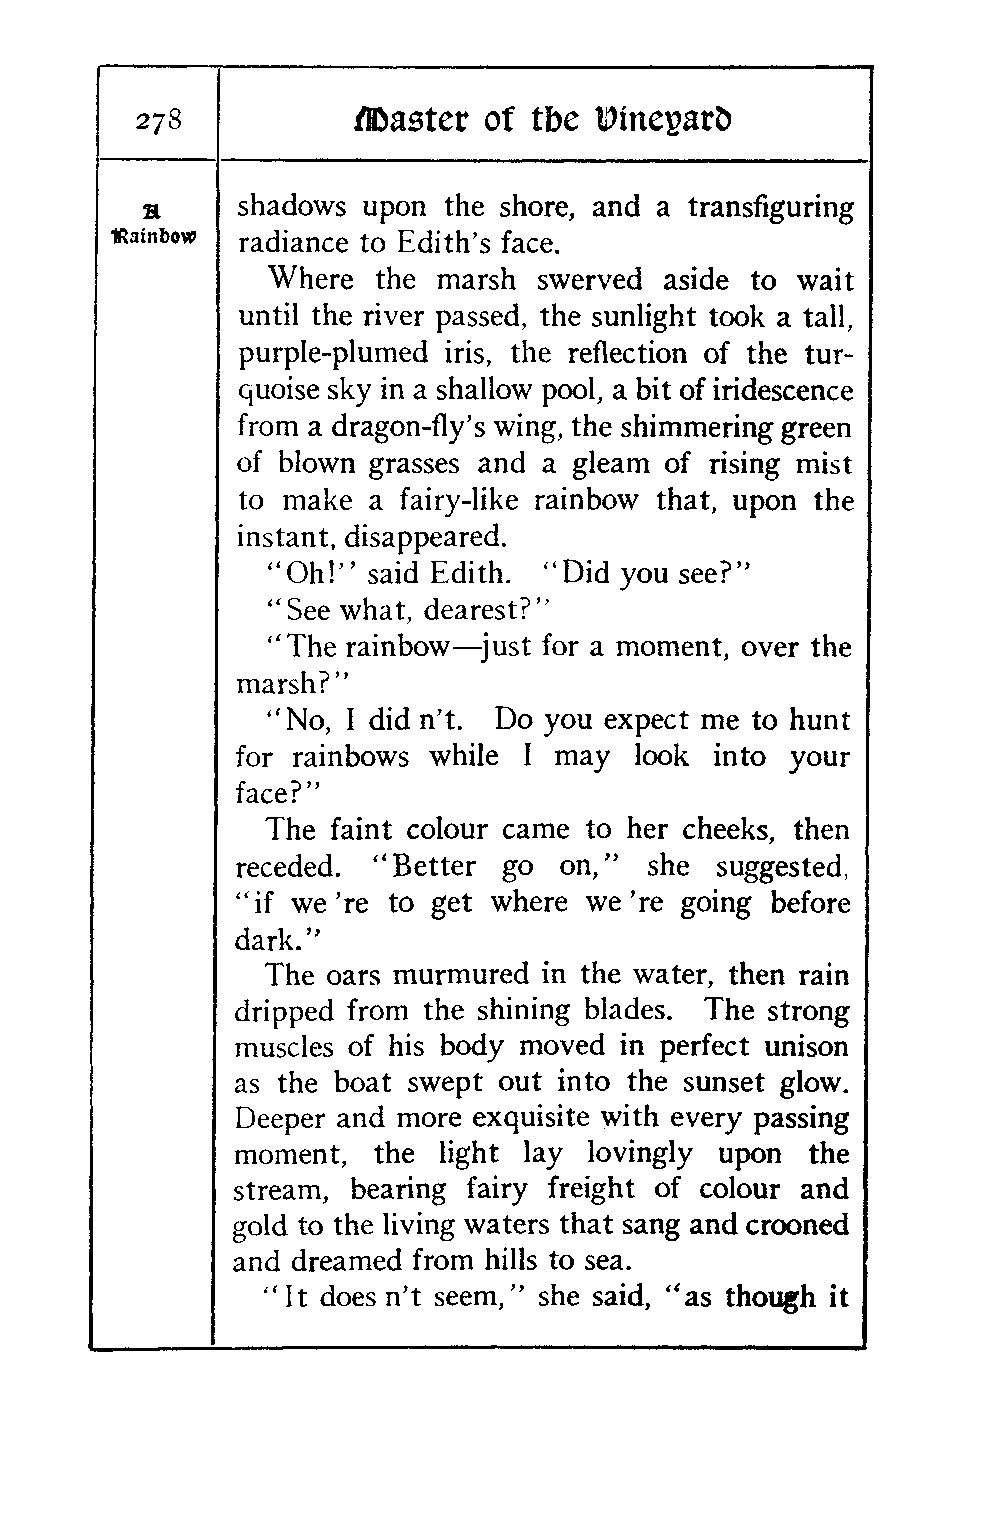 278
Master of the Vineyard
A
Rainbow
shadows upon the shore, and a transfiguring
radiance to Edith's face.
Where the marsh swerved aside to wait
until the river passed, the sunlight took a tall,
purple-plumed iris, the reflection of the tur-
quoise sky in a shallow pool, a bit of iridescence
from a dragon-fly's wing, the shimmering green
of blown grasses and a gleam of rising mist
to make a fairy-like rainbow that, upon the
instant, disappeared.
"Oh!" said Edith. "Did you see?"
"See what, dearest?"
"The rainbow—just for a moment, over the
marsh?"
"No, I did n't. Do you expect me to hunt
for rainbows while I may look into your
face?"
The faint colour came to her cheeks, then
receded. "Better go on," she suggested,
"if we 're to get where we 're going before
dark."
The oars murmured in the water, then rain
dripped from the shining blades. The strong
muscles of his body moved in perfect unison
as the boat swept out into the sunset glow.
Deeper and more exquisite with every passing
moment, the light lay lovingly upon the
stream, bearing fairy freight of colour and
gold to the living waters that sang and crooned
and dreamed from hills to sea.
"It does n't seem," she said, "as though it